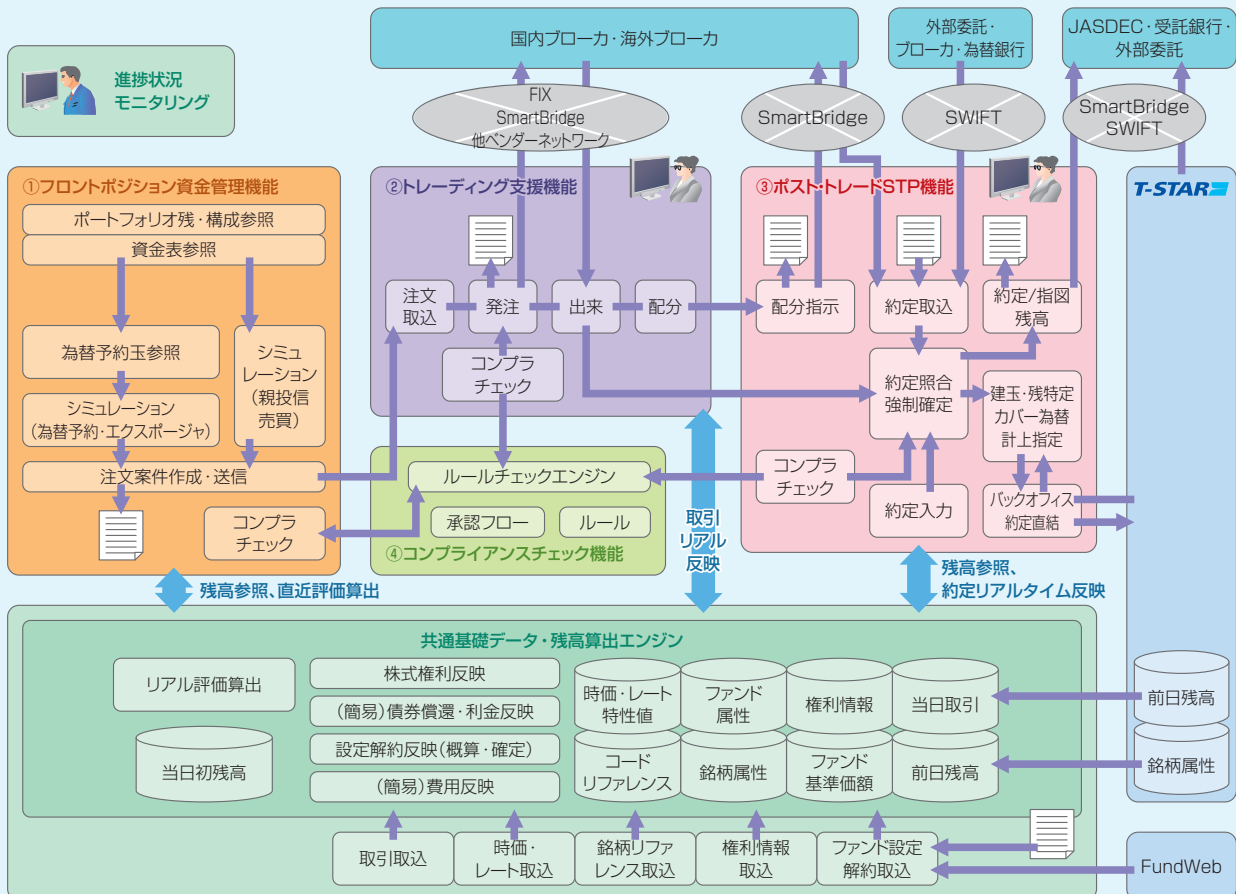 国内ブローカ・海外ブローカ
外部委託・
ブローカ・為替銀行
JASDEC・受託銀行・
外部委託
進捗状況
モニタリング
FIX
SmartBridge
他ベンダーネットワーク
SmartBridge
SWIFT
SmartBridge
SWIFT
①フロントポジション資金管理機能
ポートフォリオ残・構成参照
資金表参照
為替予約玉参照
シミュレーション
(為替予約・エクスポージャ)
シミュ
レーション
(親投信
売買)
注文案件作成・送信
コンプラ
チェック
②トレーディング支援機能
注文
取込
発注
出来
配分
コンプラ
チェック
ルールチェックエンジン
承認フロー
ルール
④コンプライアンスチェック機能
③ポスト・トレードSTP機能
配分指示
約定取込
約定/指図
残高
約定照合
強制確定
建玉・残特定
カバー為替
計上指定
コンプラ
チェック
約定入力
バックオフィス
約定直結
T-STAR
残高参照、直近評価算出
取引
リアル
反映
残高参照、
約定リアルタイム反映
共通基礎データ・残高算出エンジン
リアル評価算出
当日初残高
株式権利反映
(簡易)債券償還・利金反映
設定解約反映(概算・確定)
(簡易)費用反映
時価・レート
特性値
ファンド
属性
権利情報
当日取引
コード
リファレンス
銘柄属性
ファンド
基準価額
前日残高
前日残高
銘柄属性
取引取込
時価・
レート取込
銘柄リファ
レンス取込
権利情報
取込
ファンド設定
解約取込
FundWeb